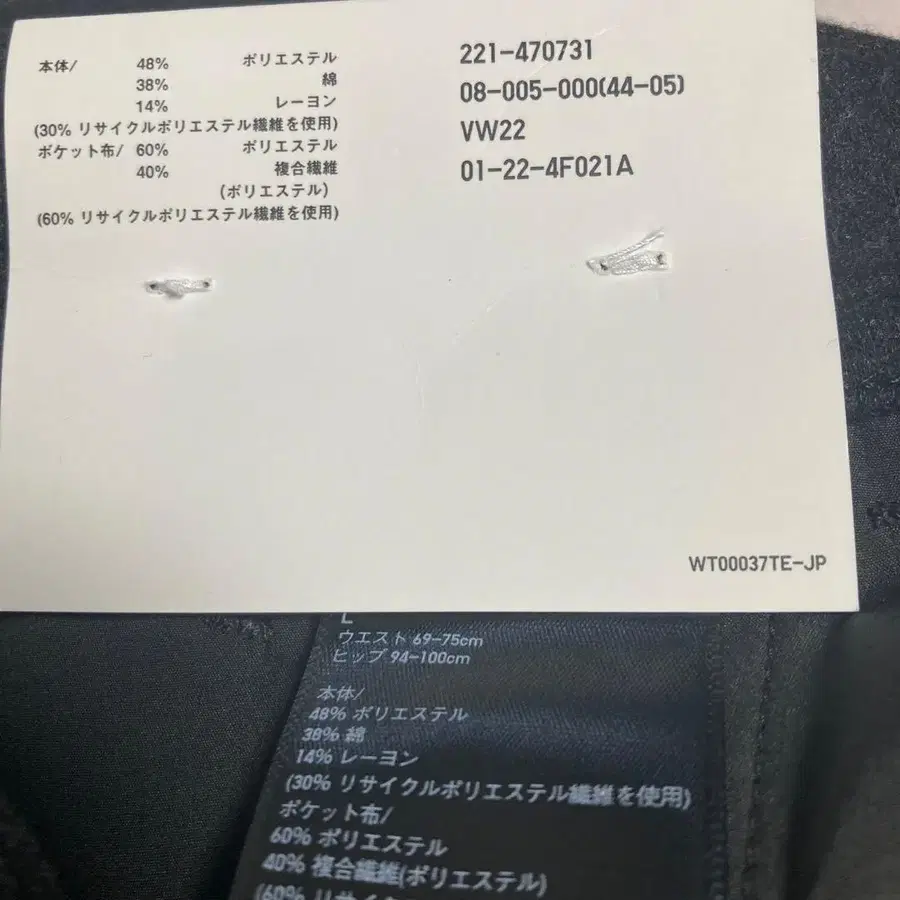 本体/ 48% ポリエステル
38% 綿
14% レーヨン
(30% リサイクルポリエステル繊維を使用)
ポケット布/ 60% ポリエステル
40% 複合繊維
(ポリエステル)
(60% リサイクルポリエステル繊維を使用)
221-470731
08-005-000(44-05)
VW22
01-22-4F021A
WT00037TE-JP
L
ウエスト 69-75cm
ヒップ 94-100cm
本体/
48% ポリエステル
38% 綿
14% レーヨン
(30% リサイクルポリエステル繊維を使用)
ポケット布/
60% ポリエステル
40% 複合繊維(ポリエステル)
(60%